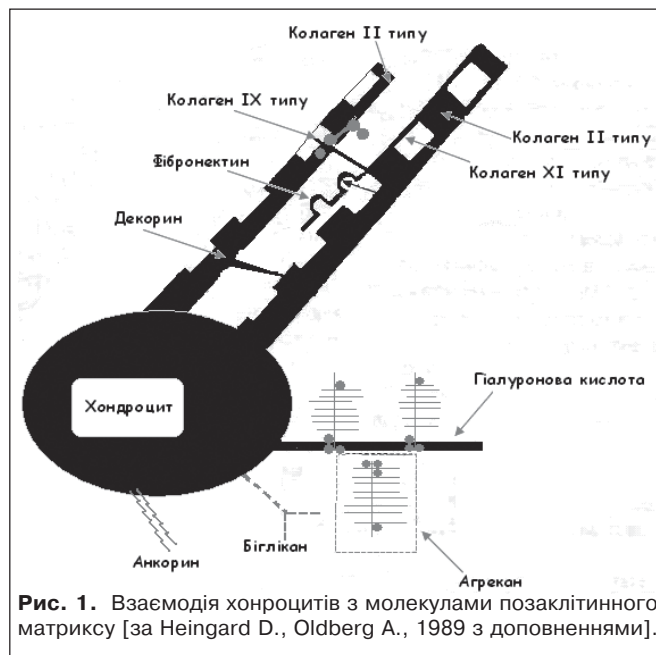 Колаген II типу
Колаген IX типу
Колаген II типу
Фібронектин
Колаген XI типу
Декорин
Гіалуронова кислота
Хондроцит
Біглікан
Анкорин
Агрекан
Рис. 1. Взаємодія хонроцитів з молекулами позаклітинного
матриксу [за Heingard D., Oldberg A., 1989 з доповненнями].